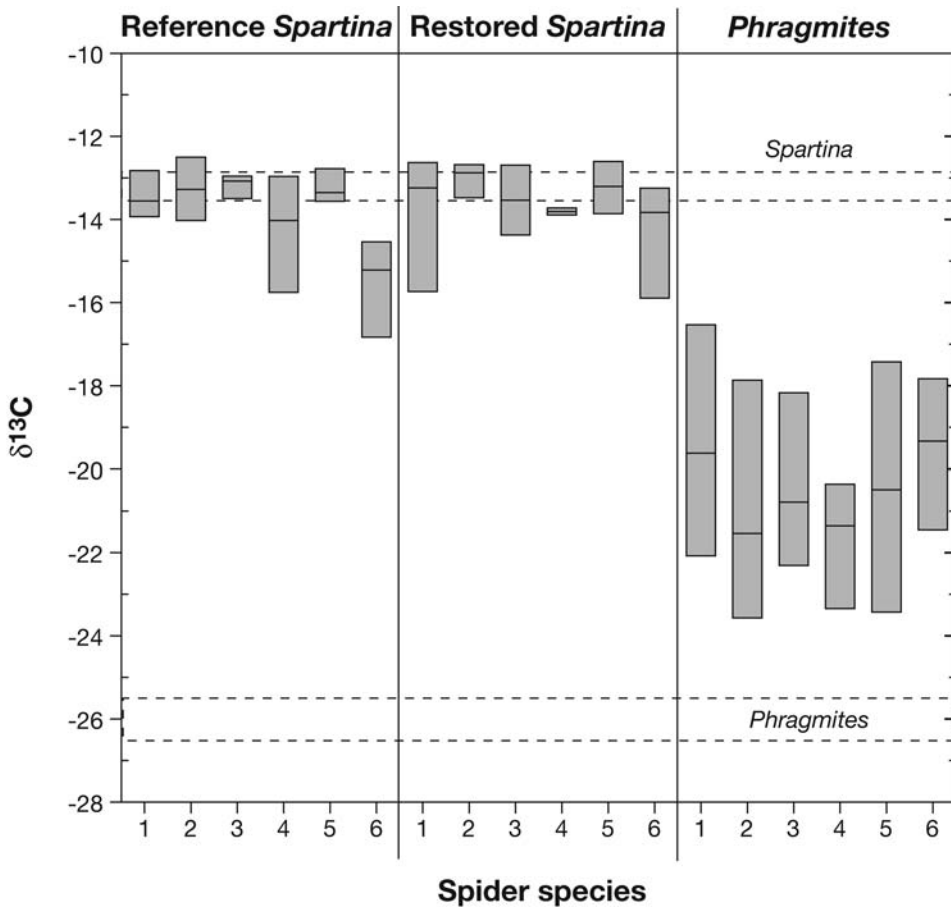 Reference Spartina Restored Spartina Phragmites
-10
-12
-14
-16
-18
-20
-22
-24
-26
-28
δ13C
Spartina
Phragmites
1 2 3 4 5 6 1 2 3 4 5 6 1 2 3 4 5 6
Spider species